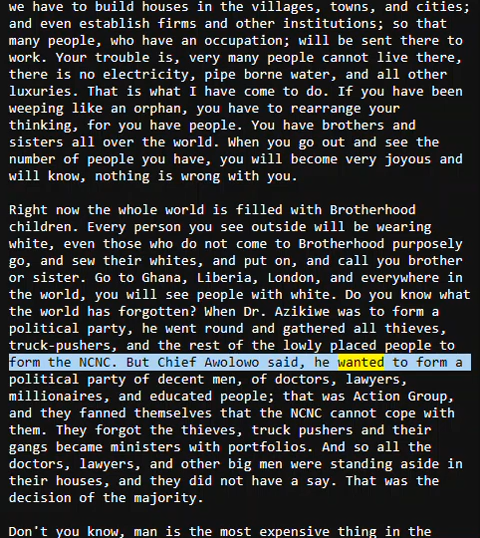 we have to build houses in the villages, towns, and cities;
and even establish firms and other institutions; so that
many people, who have an occupation; will be sent there to
work. Your trouble is, very many people cannot live there,
there is no electricity, pipe borne water, and all other
luxuries. That is what I have come to do. If you have been
weeping like an orphan, you have to rearrange your
thinking, for you have people. You have brothers and
sisters all over the world. When you go out and see the
number of people you have, you will become very joyous and
will know, nothing is wrong with you.

Right now the whole world is filled with Brotherhood
children. Every person you see outside will be wearing
white, even those who do not come to Brotherhood purposely
go, and sew their whites, and put on, and call you brother
or sister. Go to Ghana, Liberia, London, and everywhere in
the world, you will see people with white. Do you know what
the world has forgotten? When Dr. Azikiwe was to form a
political party, he went round and gathered all thieves,
truck-pushers, and the rest of the lowly placed people to
form the NCNC. But Chief Awolowo said, he wanted to form a
political party of decent men, of doctors, lawyers,
millionaires, and educated people; that was Action Group,
and they fanned themselves that the NCNC cannot cope with
them. They forgot the thieves, truck pushers and their
gangs became ministers with portfolios. And so all the
doctors, lawyers, and other big men were standing aside in
their houses, and they did not have a say. That was the
decision of the majority.

Don't you know, man is the most expensive thing in the